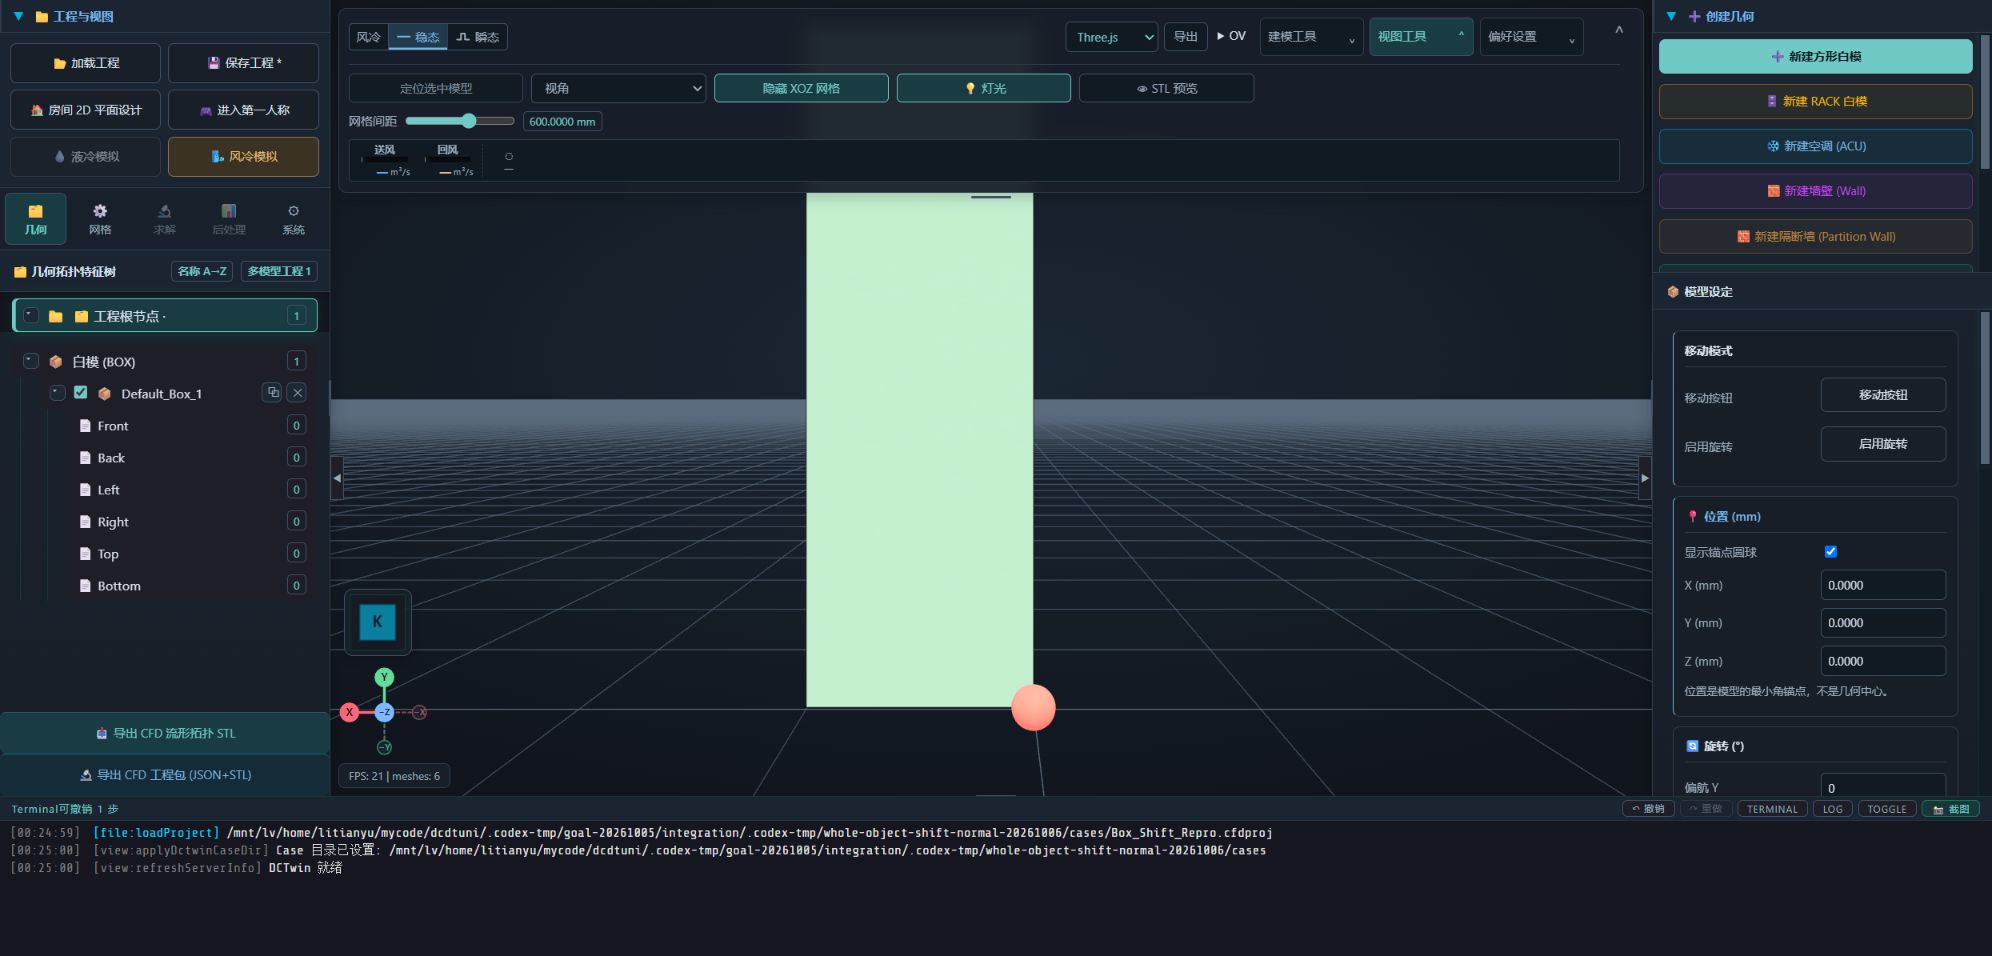 工程与视图
加载工程
保存工程 *
房间 2D 平面设计
进入第一人称
液冷模拟
风冷模拟
几何
网格
求解
后处理
系统
几何拓扑特征树
名称 A→Z
多模型工程 1
工程根节点 ·
1
白模 (BOX)
1
Default_Box_1
Front
0
Back
0
Left
0
Right
0
Top
0
Bottom
0
导出 CFD 流形拓扑 STL
导出 CFD 工程包 (JSON+STL)
风冷
稳态
瞬态
Three.js
导出
OV
建模工具
视图工具
偏好设置
定位选中模型
视角
隐藏 XOZ 网格
灯光
STL 预览
网格间距
600.0000 mm
送风
m³/s
回风
m³/s
K
Y
X
-Z
-X
-Y
FPS: 21 | meshes: 6
创建几何
新建方形白模
新建 RACK 白模
新建空调 (ACU)
新建墙壁 (Wall)
新建隔断墙 (Partition Wall)
模型设定
移动模式
移动按钮
移动按钮
启用旋转
启用旋转
位置 (mm)
显示锚点圆球
X (mm)
0.0000
Y (mm)
0.0000
Z (mm)
0.0000
位置是模型的最小角锚点，不是几何中心。
旋转 (°)
偏航 Y
0
Terminal可撤销 1 步
撤销
重做
TERMINAL
LOG
TOGGLE
截图
[00:24:59] [file:loadProject] /mnt/lv/home/litianyu/mycode/dcdtuni/.codex-tmp/goal-20261005/integration/.codex-tmp/whole-object-shift-normal-20261006/cases/Box_Shift_Repro.cfdproj
[00:25:00] [view:applyDctwinCaseDir] Case 目录已设置: /mnt/lv/home/litianyu/mycode/dcdtuni/.codex-tmp/goal-20261005/integration/.codex-tmp/whole-object-shift-normal-20261006/cases
[00:25:00] [view:refreshServerInfo] DCTwin 就绪